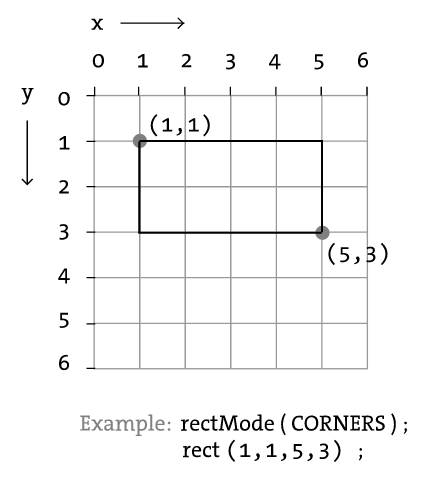 x
0 1 2 3 4 5 6
y
0
(1,1)
1
2
3
(5,3)
4
5
6
Example: rectMode ( CORNERS ) ;
rect (1,1,5,3) ;